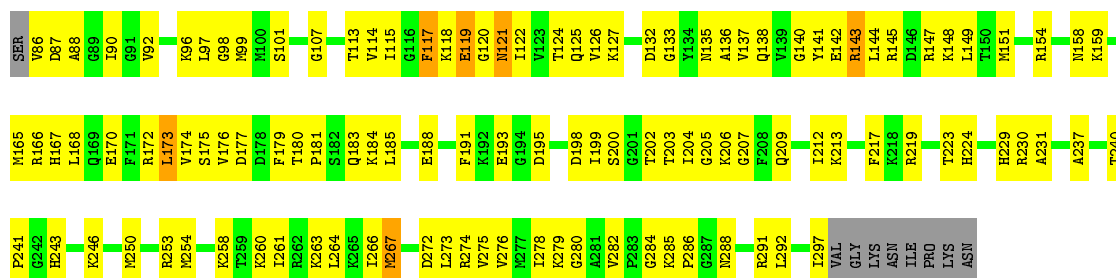 SER V86 D87 A88 G89 I90 G91 V92 K96 L97 G98 M99 M100 S101 G107 T113 V114 I115 G116 F117 K118 E119 G120 N121 I122 V123 T124 Q125 V126 K127 D132 G133 Y134 N135 A136 V137 Q138 V139 G140 Y141 E142 R143 L144 R145 D146 R147 K148 L149 T150 M151 R154 N158 K159
M165 R166 H167 L168 Q169 E170 F171 R172 L173 V174 S175 V176 D177 D178 F179 T180 P181 S182 Q183 K184 L185 E188 F191 K192 E193 G194 D195 D198 I199 S200 G201 T202 T203 I204 G205 K206 G207 F208 Q209 I212 K213 F217 K218 R219 T223 H224 H229 R230 A231 A237 T240
P241 G242 H243 K246 M250 R253 M254 K258 T259 K260 I261 R262 K263 L264 K265 I266 M267 D272 L273 R274 V275 V276 M277 I278 K279 G280 A281 V282 P283 G284 K285 P286 G287 N288 R291 L292 I297 VAL GLY LYS ASN ILE PRO LYS ASN